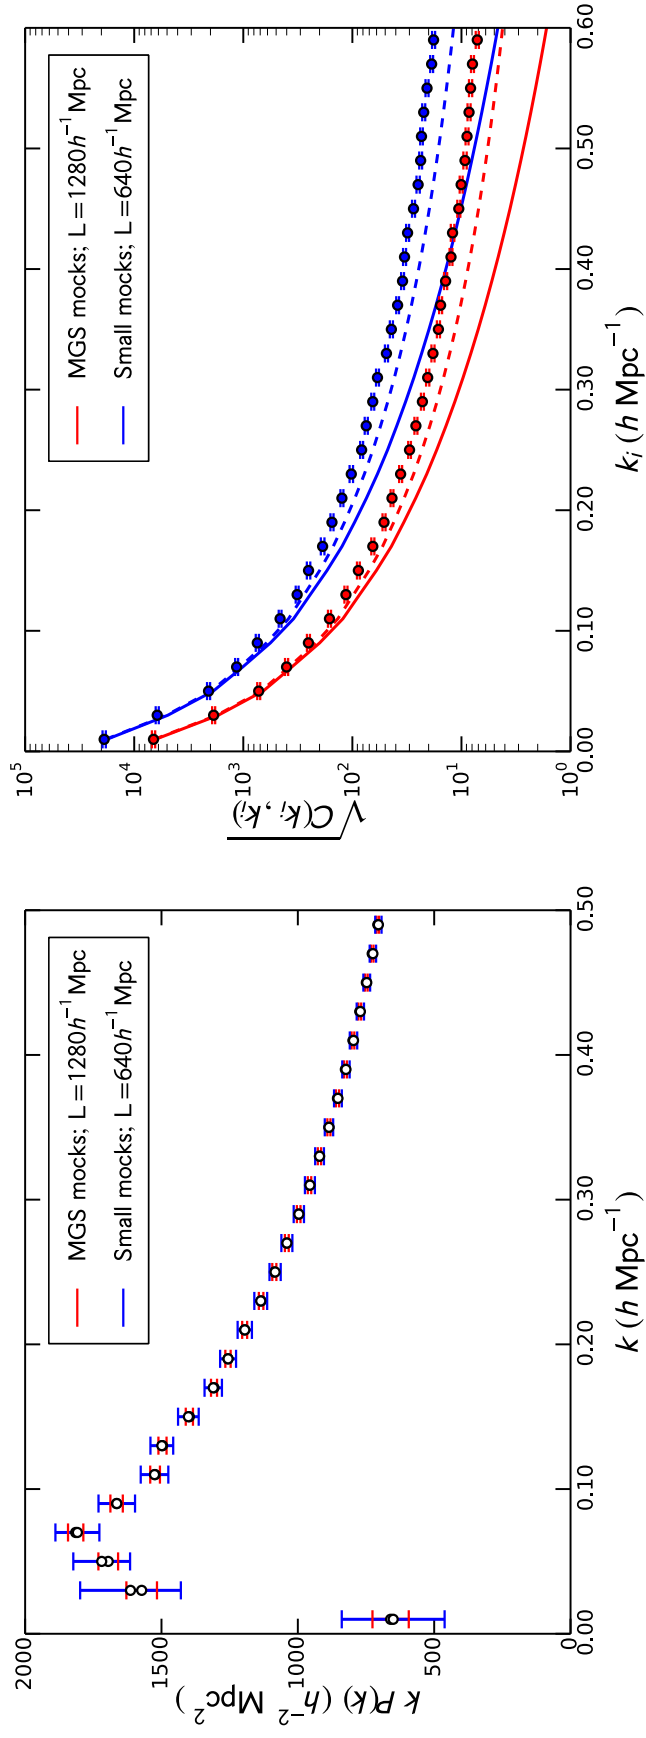 2000
1500
1000
500
0
0.00 0.10 0.20 0.30 0.40 0.50
k P(k) (h⁻² Mpc²)
k (h Mpc⁻¹)
MGS mocks; L=1280h⁻¹Mpc
Small mocks; L=640h⁻¹Mpc
10⁵
10⁴
10³
10²
10¹
10⁰
0.00 0.10 0.20 0.30 0.40 0.50 0.60
√C(kᵢ, kᵢ)
kᵢ (h Mpc⁻¹)
MGS mocks; L=1280h⁻¹Mpc
Small mocks; L=640h⁻¹Mpc